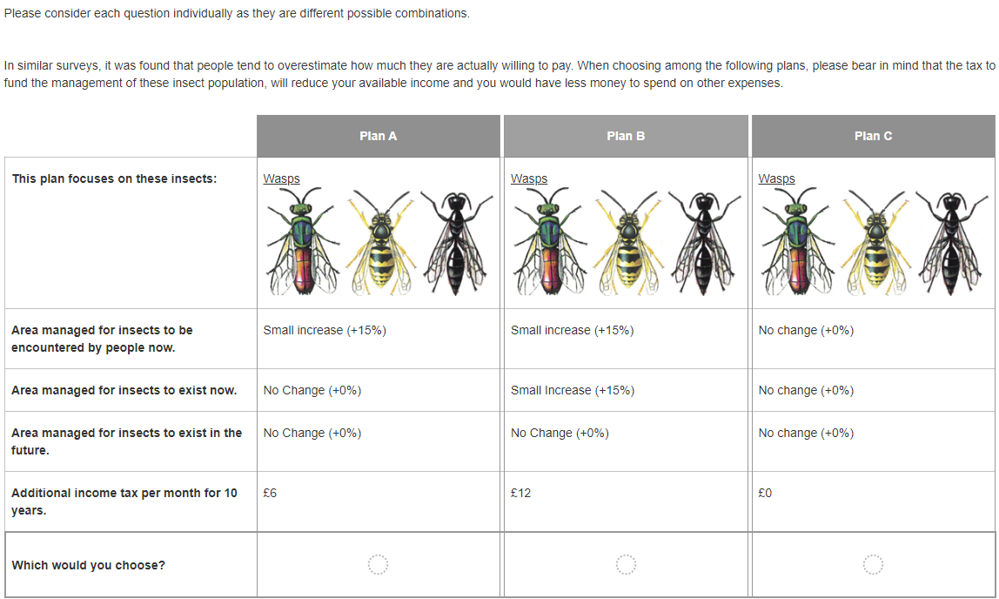 Please consider each question individually as they are different possible combinations.
In similar surveys, it was found that people tend to overestimate how much they are actually willing to pay. When choosing among the following plans, please bear in mind that the tax to
fund the management of these insect population, will reduce your available income and you would have less money to spend on other expenses.
Plan A
Plan B
Plan C
This plan focuses on these insects:
Wasps
Wasps
Wasps
Area managed for insects to be
encountered by people now.
Small increase (+15%)
Small increase (+15%)
No change (+0%)
Area managed for insects to exist now.
No Change (+0%)
Small Increase (+15%)
No change (+0%)
Area managed for insects to exist in the
future.
No Change (+0%)
No Change (+0%)
No change (+0%)
Additional income tax per month for 10
years.
£6
£12
£0
Which would you choose?